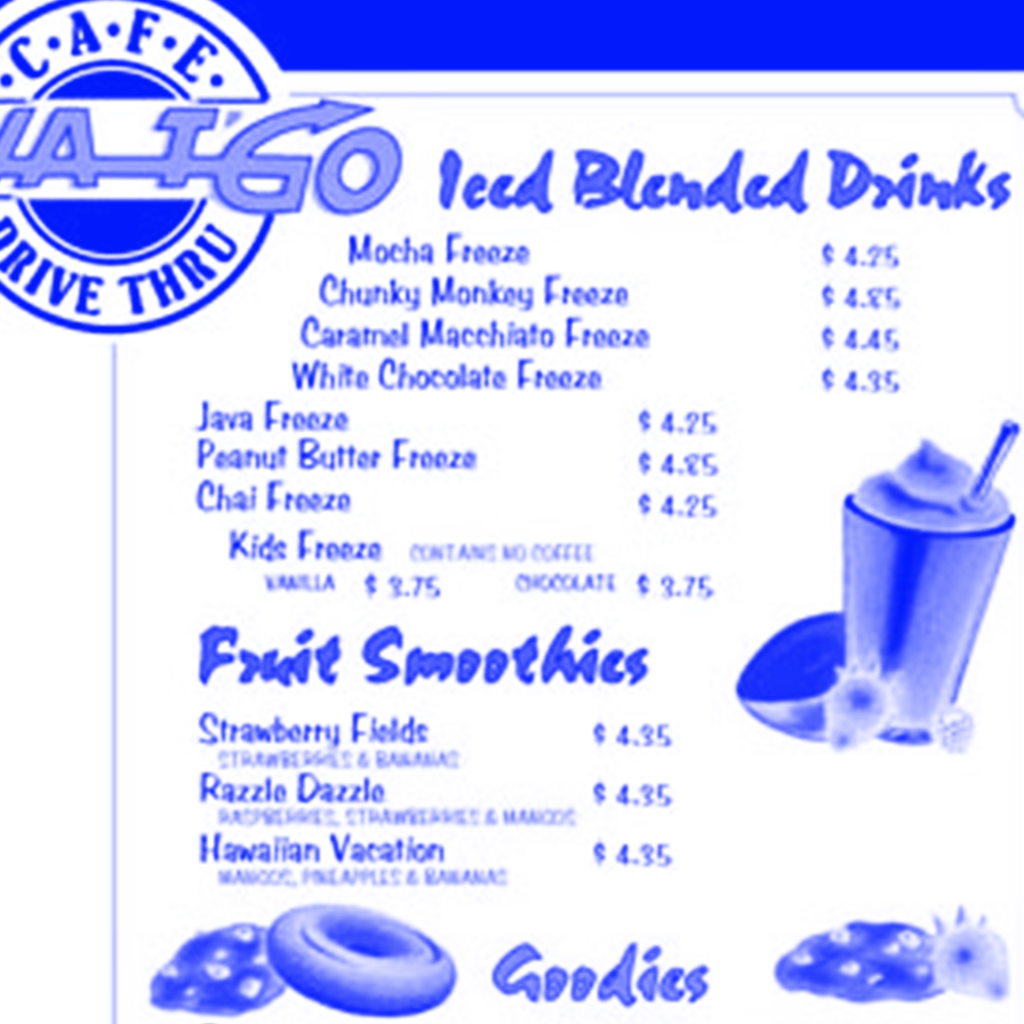 CAFE
DRIVE THRU
Iced Blended Drinks
Mocha Freeze $ 4.25
Chunky Monkey Freeze $ 4.85
Caramel Macchiato Freeze $ 4.45
White Chocolate Freeze $ 4.35
Java Freeze $ 4.25
Peanut Butter Freeze $ 4.85
Chai Freeze $ 4.25
Kids Freeze CONTAINS NO COFFEE
VANILLA $ 3.75 CHOCOLATE $ 3.75
Fruit Smoothies
Strawberry Fields $ 4.35
STRAWBERRIES & BANANAS
Razzle Dazzle $ 4.35
RASPBERRIES, STRAWBERRIES & MANGOS
Hawaiian Vacation $ 4.35
MANGOS, PINEAPPLES & BANANAS
Goodies